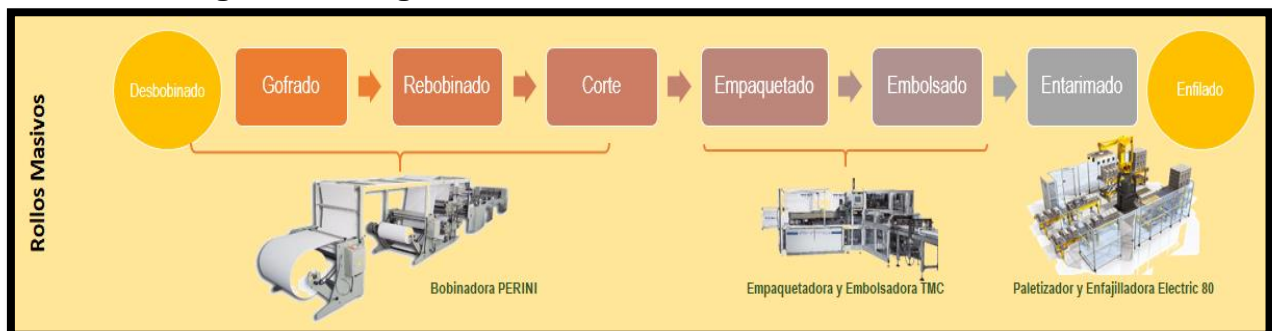 Rollos Masivos
Desbobinado
Gofrado
Rebobinado
Corte
Empaquetado
Embolsado
Entarimado
Enfilado
Bobinadora PERINI
Empaquetadora y Embolsadora TMC
Paletizador y Enfajilladora Electric 80